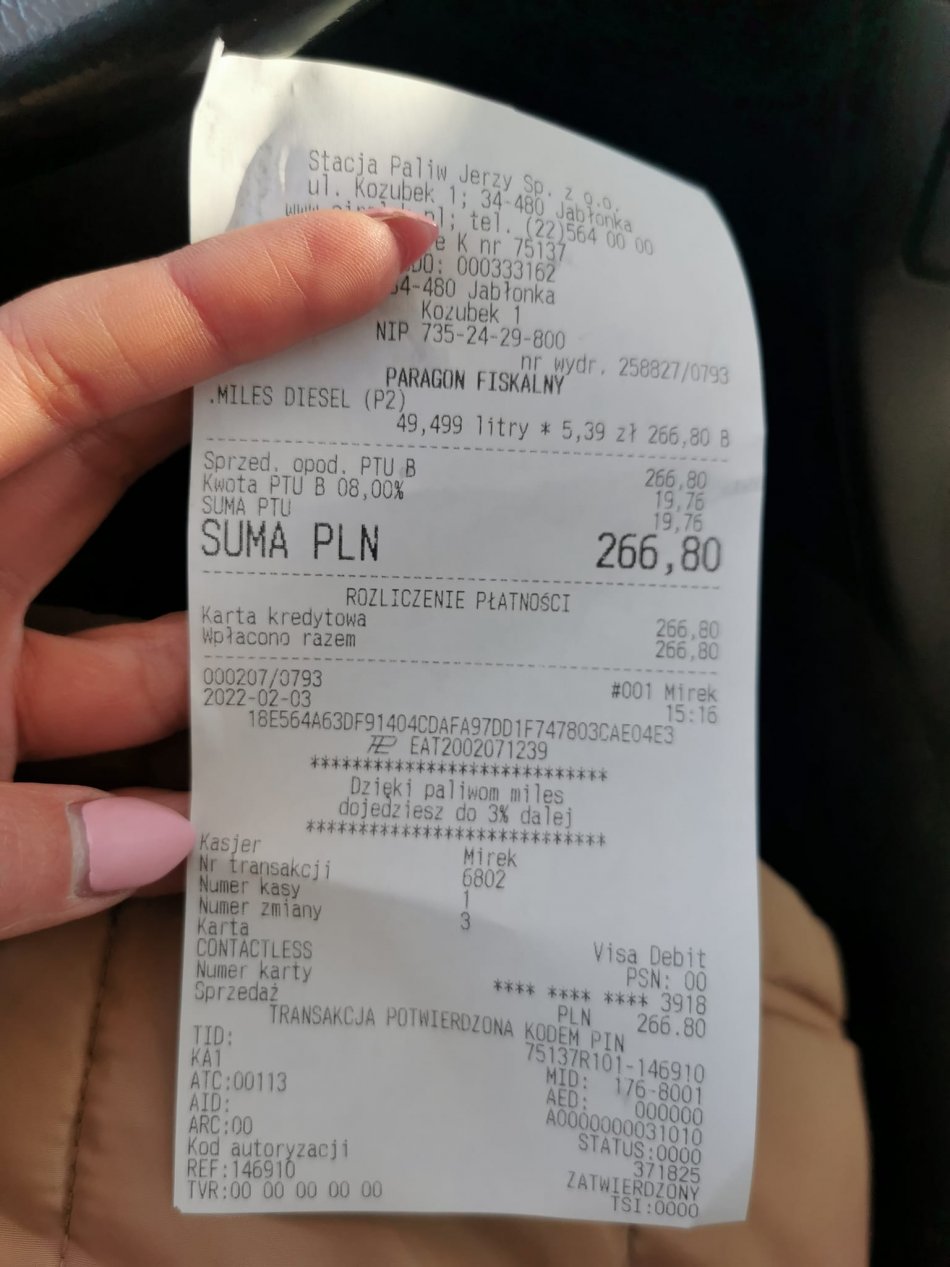 Stacja Paliw Jerzy Sp. z o.o.
ul. Kozubek 1; 34-480 Jabłonka
tel. (22)564 00 00
K nr 75137
000333162
34-480 Jabłonka
Kozubek 1
NIP 735-24-29-800
nr wydr. 258827/0793
PARAGON FISKALNY
.MILES DIESEL (P2)
49,499 litry * 5,39 zł 266,80 B
Sprzed. opod. PTU B 266,80
Kwota PTU B 08,00% 19,76
SUMA PTU 19,76
SUMA PLN 266,80
ROZLICZENIE PŁATNOŚCI
Karta kredytowa 266,80
Wpłacono razem 266,80
000207/0793 #001 Mirek
2022-02-03 15:16
18E564A63DF91404CDAFA97DD1F747803CAE04E3
EAT2002071239
****************************
Dzięki paliwom miles
dojedziesz do 3% dalej
****************************
Kasjer Mirek
Nr transakcji 6802
Numer kasy 1
Numer zmiany 3
Karta Visa Debit
CONTACTLESS PSN: 00
Numer karty **** **** **** 3918
Sprzedaż PLN 266.80
TRANSAKCJA POTWIERDZONA KODEM PIN
TID: 75137R101-146910
KA1 MID: 176-8001
ATC:00113 AED: 000000
AID: A0000000031010
ARC:00 STATUS:0000
Kod autoryzacji 371825
REF:146910 ZATWIERDZONY
TVR:00 00 00 00 00 TSI:0000